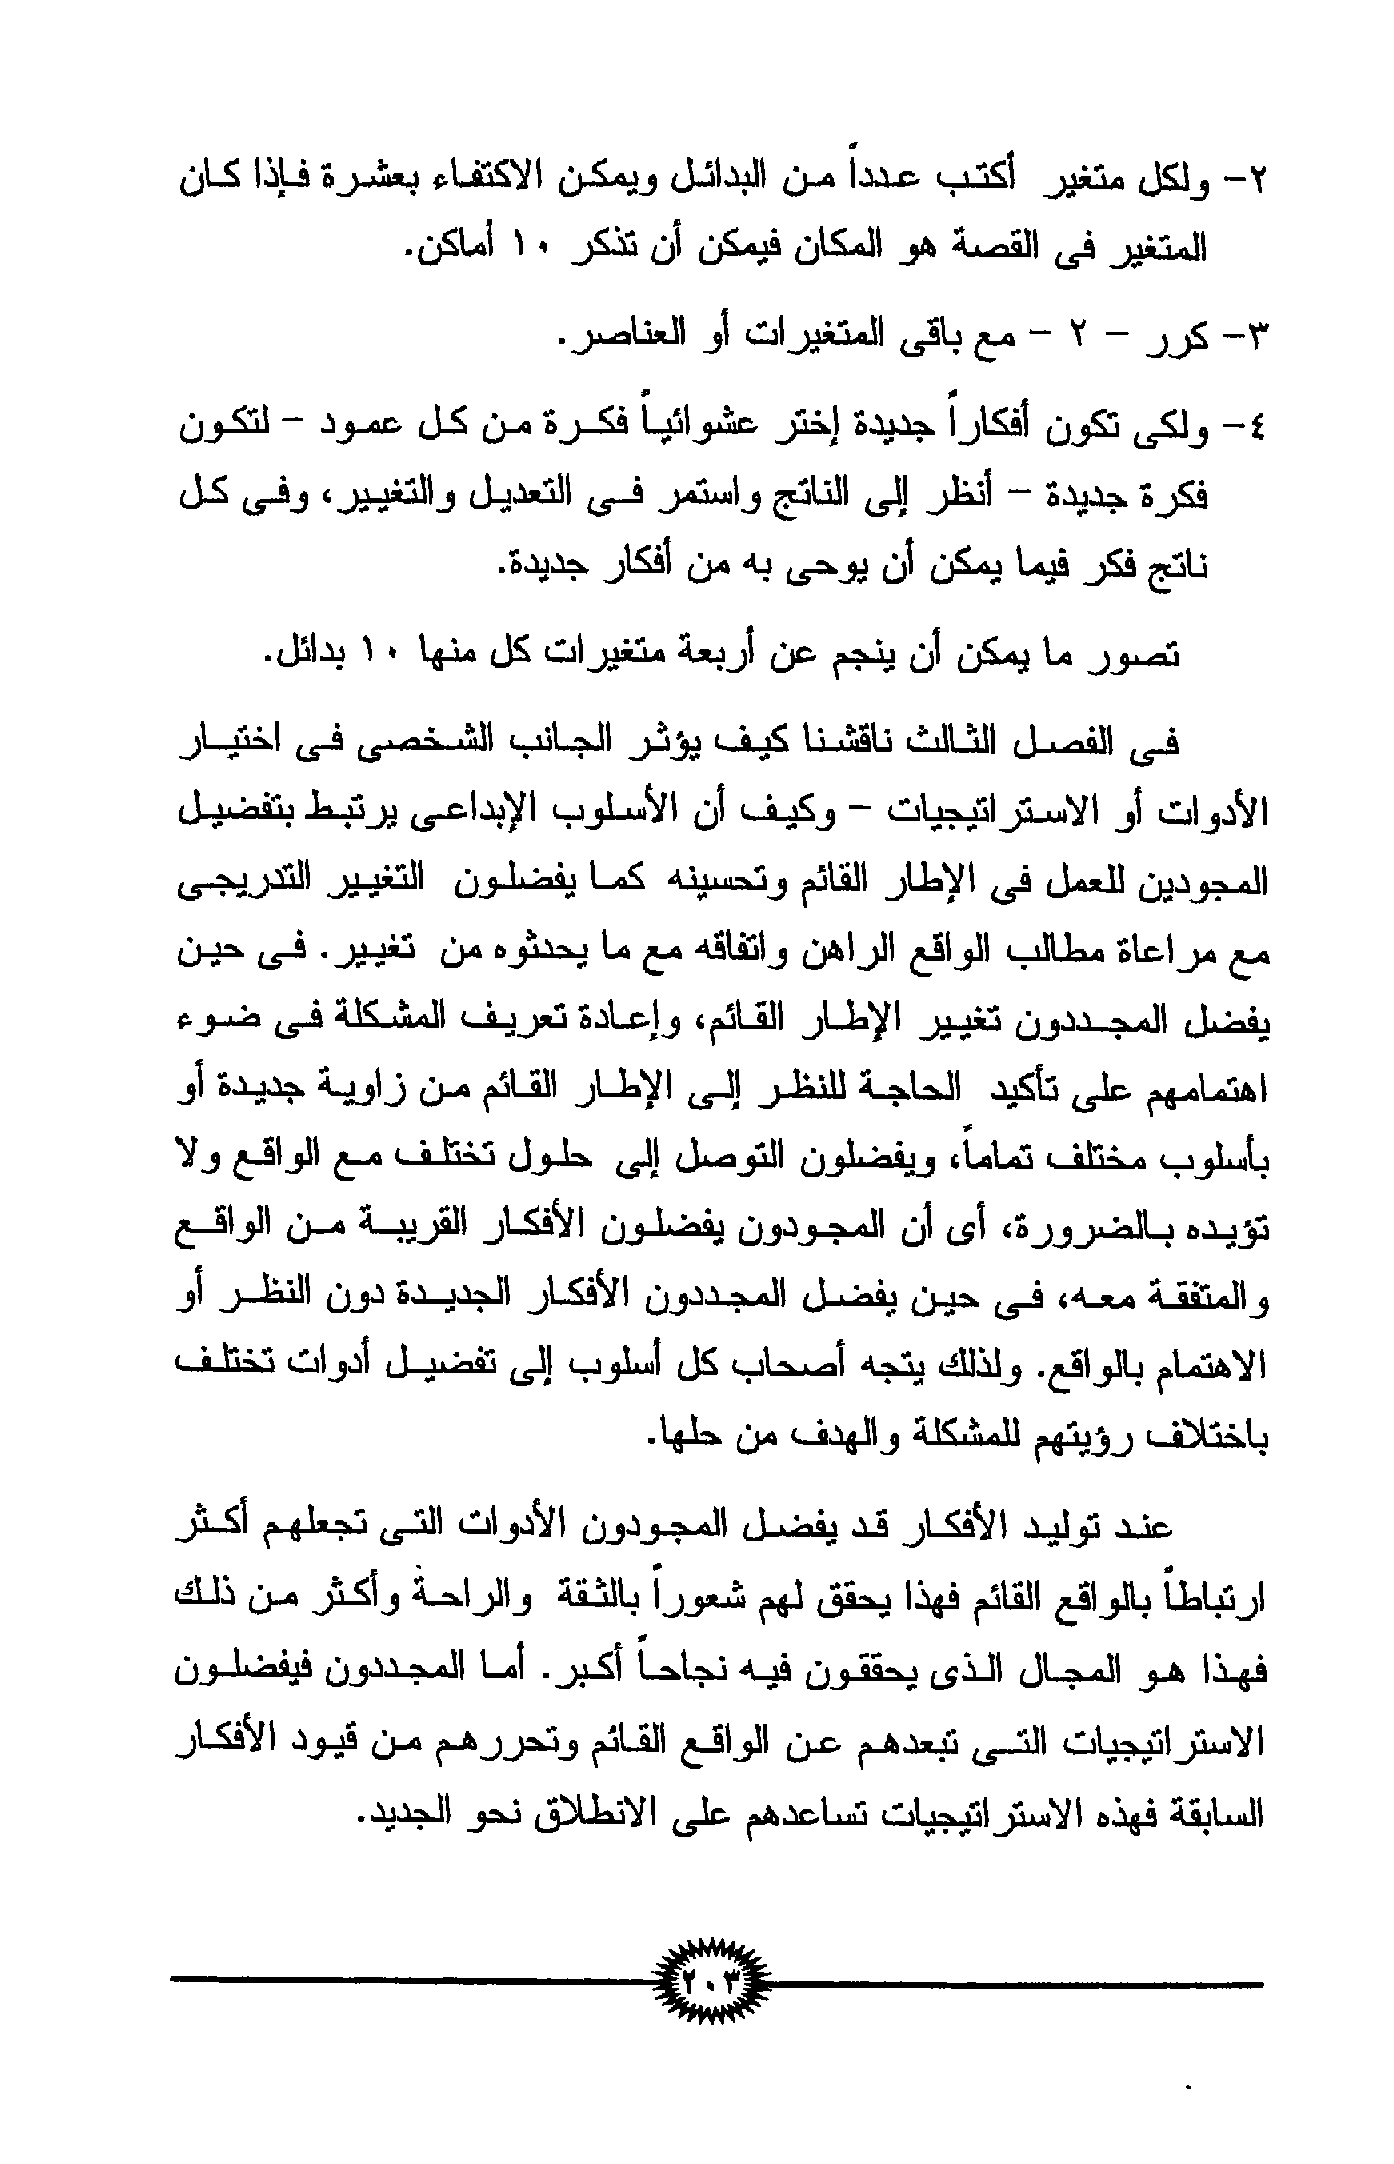 ٢- ولكل متغير أكتب عدداً من البدائل ويمكن الاكتفاء بعشرة فإذا كان
المتغير فى القصة هو المكان فيمكن أن تذكر ١٠ أماكن.
٣- كرر - ٢ - مع باقى المتغيرات أو العناصر.
٤- ولكى تكون أفكاراً جديدة إختر عشوائياً فكرة من كل عمود - لتكون
فكرة جديدة - أنظر إلى الناتج واستمر فى التعديل والتغيير، وفى كل
ناتج فكر فيما يمكن أن يوحى به من أفكار جديدة.
تصور ما يمكن أن ينجم عن أربعة متغيرات كل منها ١٠ بدائل.
فى الفصل الثالث ناقشنا كيف يؤثر الجانب الشخصى فى اختيار
الأدوات أو الاستراتيجيات - وكيف أن الأسلوب الإبداعى يرتبط بتفضيل
المجودين للعمل فى الإطار القائم وتحسينه كما يفضلون التغيير التدريجى
مع مراعاة مطالب الواقع الراهن واتفاقه مع ما يحدثوه من تغيير. فى حين
يفضل المجددون تغيير الإطار القائم، وإعادة تعريف المشكلة فى ضوء
اهتمامهم على تأكيد الحاجة للنظر إلى الإطار القائم من زاوية جديدة أو
بأسلوب مختلف تماماً، ويفضلون التوصل إلى حلول تختلف مع الواقع ولا
تؤيده بالضرورة، أى أن المجودون يفضلون الأفكار القريبة من الواقع
والمتفقة معه، فى حين يفضل المجددون الأفكار الجديدة دون النظر أو
الاهتمام بالواقع. ولذلك يتجه أصحاب كل أسلوب إلى تفضيل أدوات تختلف
باختلاف رؤيتهم للمشكلة والهدف من حلها.
عند توليد الأفكار قد يفضل المجودون الأدوات التى تجعلهم أكثر
ارتباطاً بالواقع القائم فهذا يحقق لهم شعوراً بالثقة والراحة وأكثر من ذلك
فهذا هو المجال الذى يحققون فيه نجاحاً أكبر. أما المجددون فيفضلون
الاستراتيجيات التى تبعدهم عن الواقع القائم وتحررهم من قيود الأفكار
السابقة فهذه الاستراتيجيات تساعدهم على الانطلاق نحو الجديد.
٢٠٣